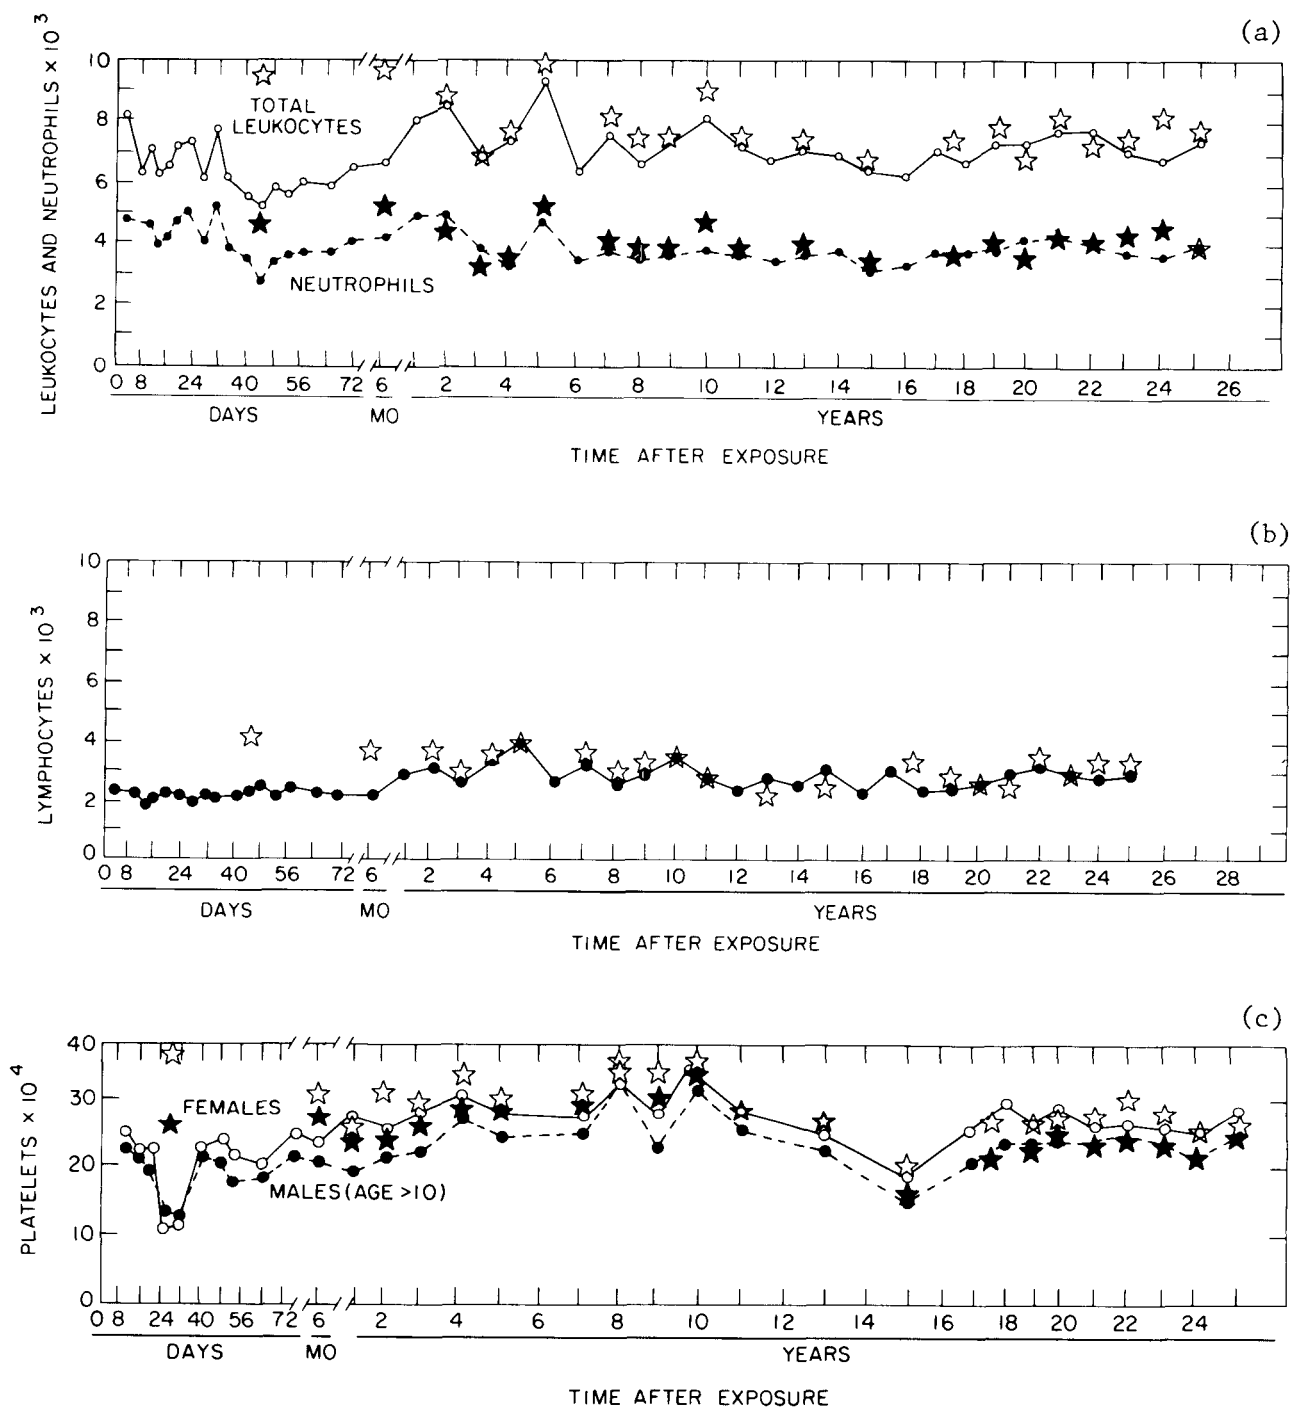 (a)
LEUKOCYTES AND NEUTROPHILS × 10³
10
8
6
4
2
0
TOTAL
LEUKOCYTES
NEUTROPHILS
0 8 24 40 56 72 6 2 4 6 8 10 12 14 16 18 20 22 24 26
DAYS MO YEARS
TIME AFTER EXPOSURE
(b)
LYMPHOCYTES × 10³
10
8
6
4
2
0
0 8 24 40 56 72 6 2 4 6 8 10 12 14 16 18 20 22 24 26 28
DAYS MO YEARS
TIME AFTER EXPOSURE
(c)
PLATELETS × 10⁴
40
30
20
10
0
FEMALES
MALES (AGE >10)
0 8 24 40 56 72 6 2 4 6 8 10 12 14 16 18 20 22 24
DAYS MO YEARS
TIME AFTER EXPOSURE